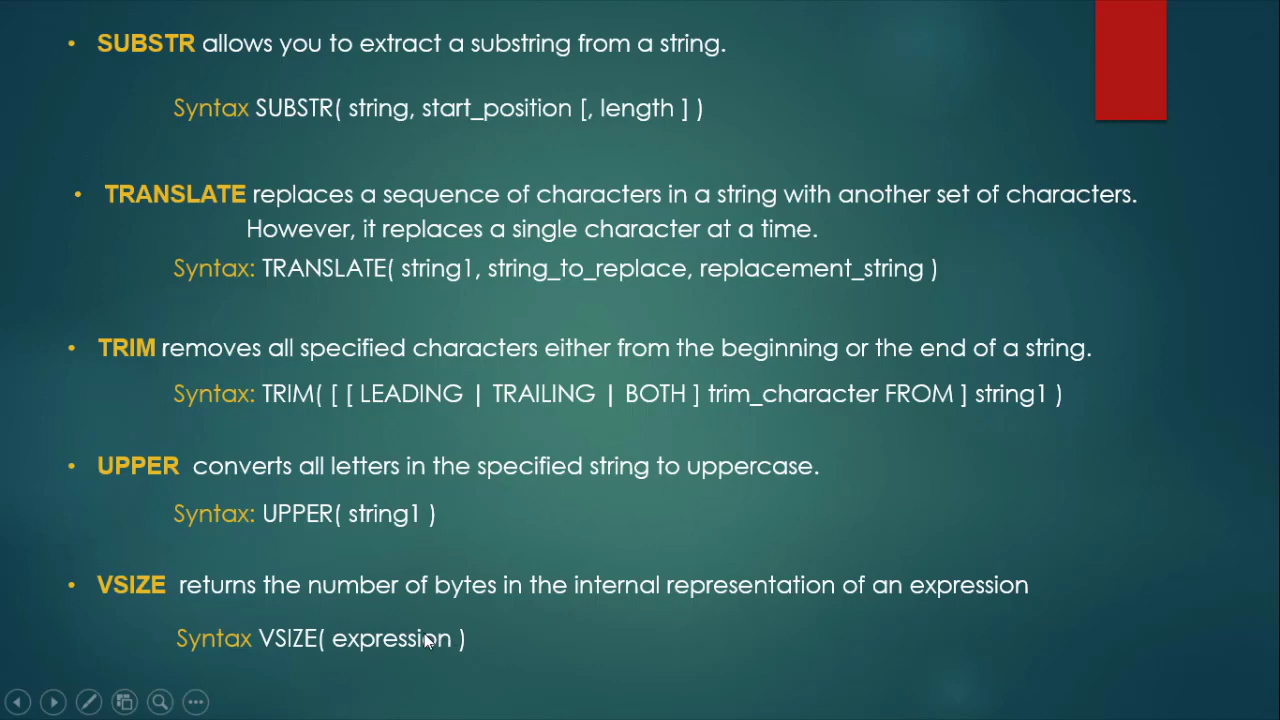 • SUBSTR allows you to extract a substring from a string.
Syntax SUBSTR( string, start_position [, length ] )
• TRANSLATE replaces a sequence of characters in a string with another set of characters.
However, it replaces a single character at a time.
Syntax: TRANSLATE( string1, string_to_replace, replacement_string )
• TRIM removes all specified characters either from the beginning or the end of a string.
Syntax: TRIM( [ [ LEADING | TRAILING | BOTH ] trim_character FROM ] string1 )
• UPPER converts all letters in the specified string to uppercase.
Syntax: UPPER( string1 )
• VSIZE returns the number of bytes in the internal representation of an expression
Syntax VSIZE( expression )